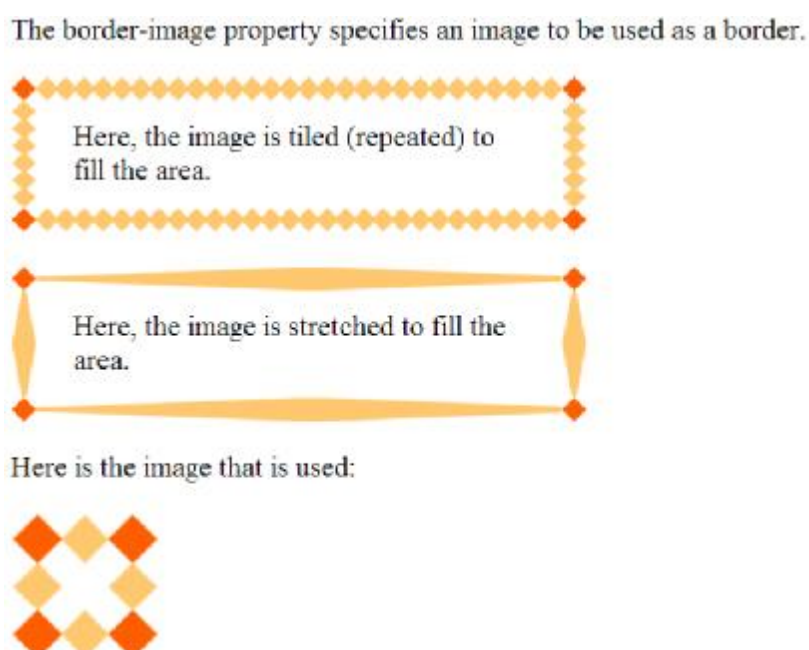 The border-image property specifies an image to be used as a border.
Here, the image is tiled (repeated) to
fill the area.
Here, the image is stretched to fill the
area.
Here is the image that is used: